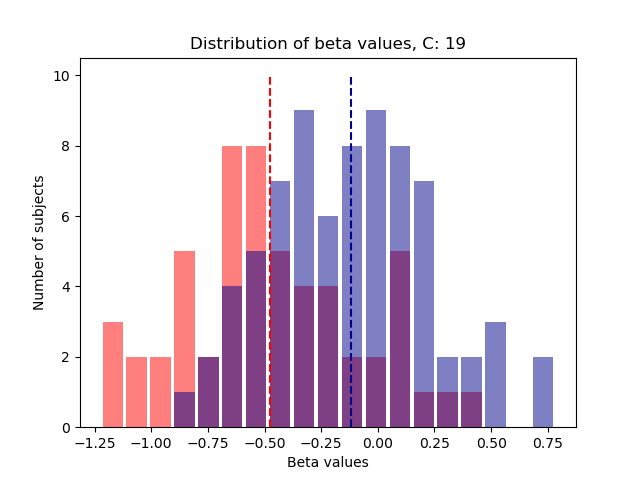 Distribution of beta values, C: 19
10
8
6
4
2
0
Number of subjects
−1.25 −1.00 −0.75 −0.50 −0.25 0.00 0.25 0.50 0.75
Beta values